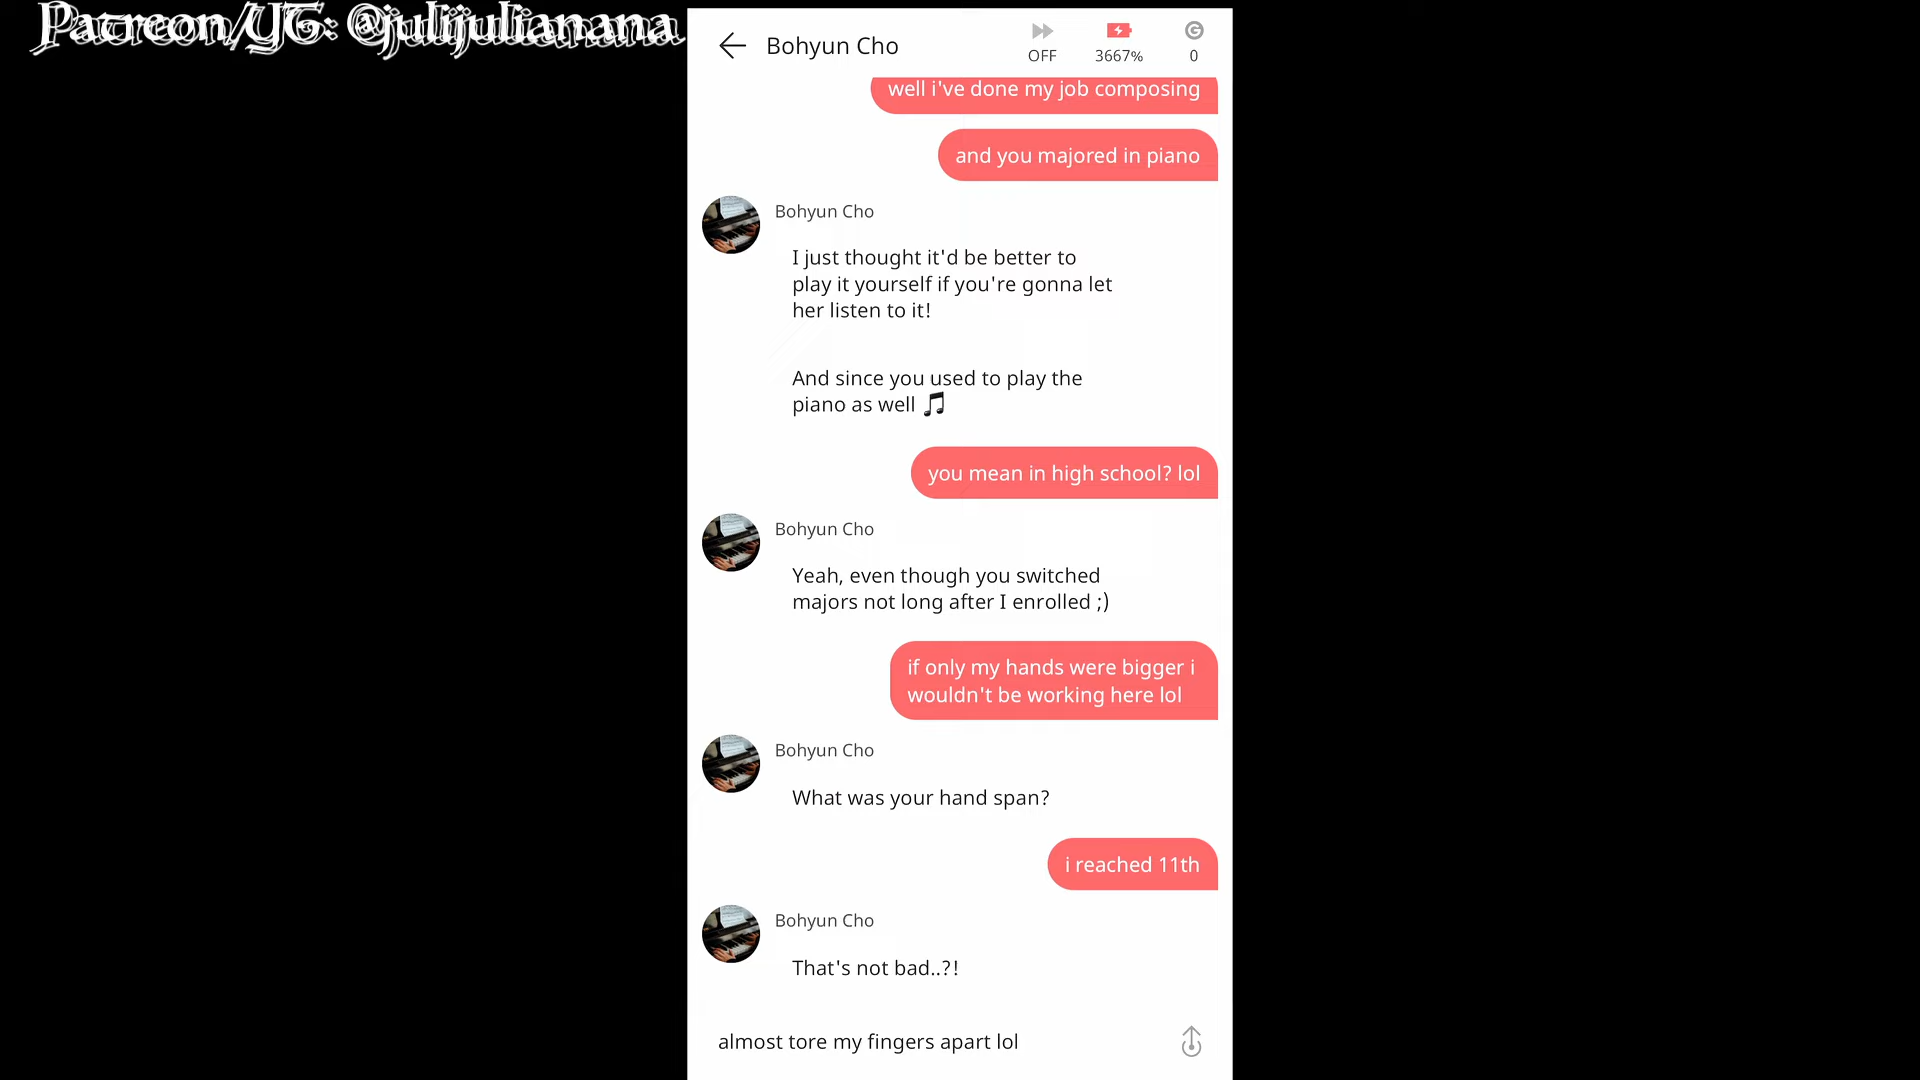 Patreon/YT: @julijulianana
Bohyun Cho
OFF
3667%
0
well i've done my job composing
and you majored in piano
Bohyun Cho
I just thought it'd be better to
play it yourself if you're gonna let
her listen to it!
And since you used to play the
piano as well 🎵
you mean in high school? lol
Bohyun Cho
Yeah, even though you switched
majors not long after I enrolled ;)
if only my hands were bigger i
wouldn't be working here lol
Bohyun Cho
What was your hand span?
i reached 11th
Bohyun Cho
That's not bad..?!
almost tore my fingers apart lol